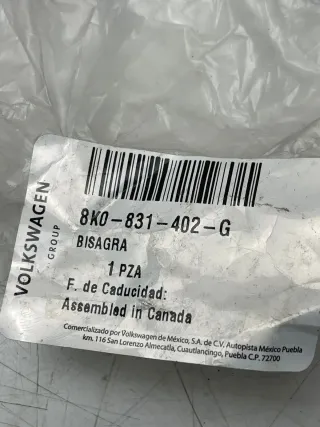 VOLKSWAGEN
GROUP
8K0-831-402-G
BISAGRA
1 PZA
F. de Caducidad:
Assembled in Canada
Comercializado por Volkswagen de México, S.A. de C.V. Autopista México Puebla
km. 116 San Lorenzo Almecatla, Cuautlancingo, Puebla C.P. 72700